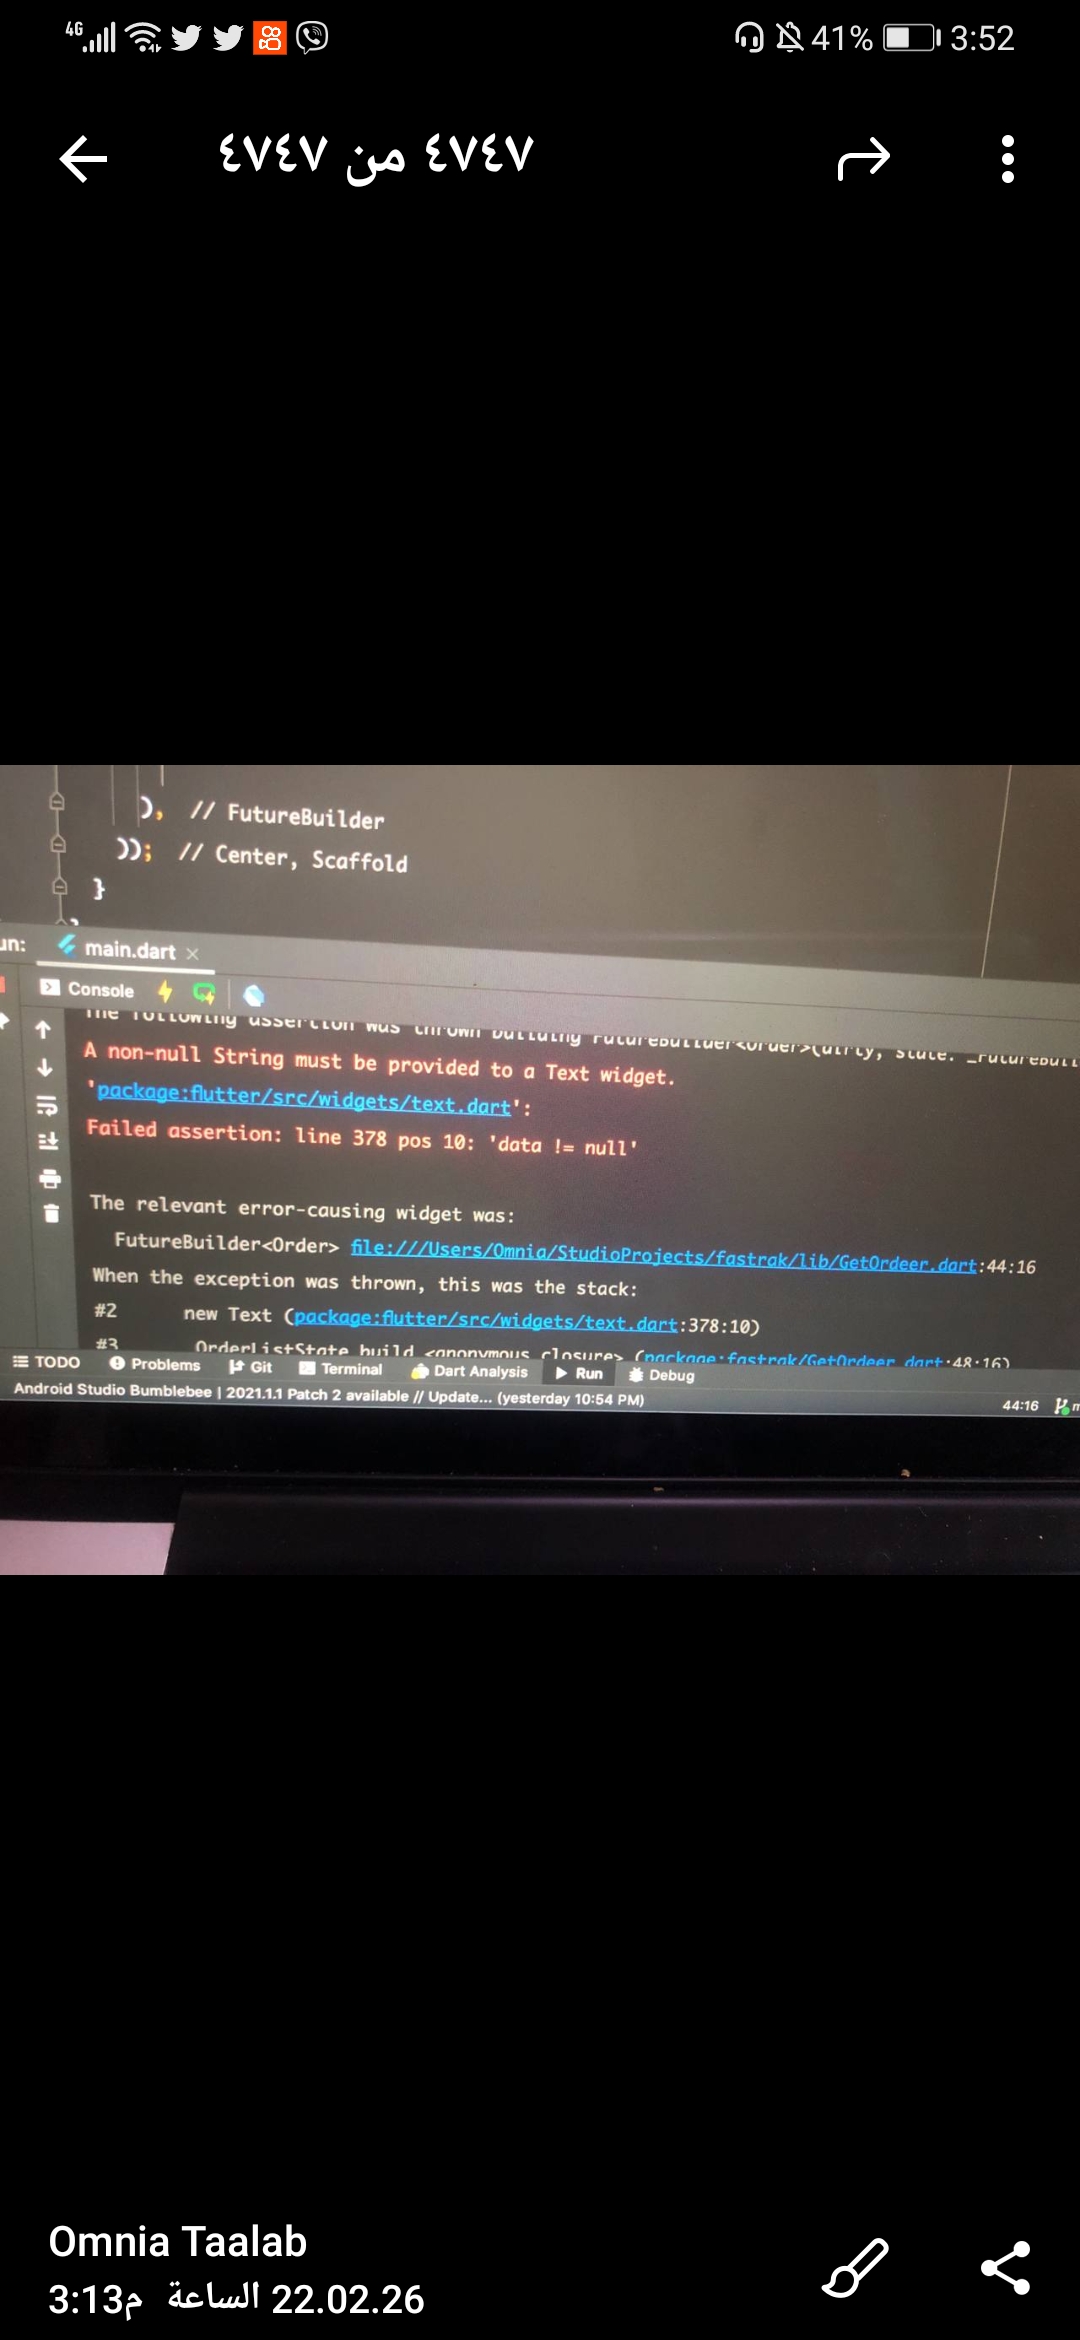 4G 41% 3:52
٤٧٤٧ من ٤٧٤٧
), // FutureBuilder
)); // Center, Scaffold
}
un: main.dart
Console
The following assertion was thrown building FutureBuilder<Order>(dirty, state: _FutureBuil
A non-null String must be provided to a Text widget.
'package:flutter/src/widgets/text.dart':
Failed assertion: line 378 pos 10: 'data != null'
The relevant error-causing widget was:
FutureBuilder<Order> file:///Users/Omnia/StudioProjects/fastrak/lib/GetOrdeer.dart:44:16
When the exception was thrown, this was the stack:
#2 new Text (package:flutter/src/widgets/text.dart:378:10)
#3 OrderListState.build.<anonymous closure> (package:fastrak/GetOrdeer.dart:48:16)
TODO Problems Git Terminal Dart Analysis Run Debug
Android Studio Bumblebee | 2021.1.1 Patch 2 available // Update... (yesterday 10:54 PM) 44:16
Omnia Taalab
22.02.26 الساعة 3:13م